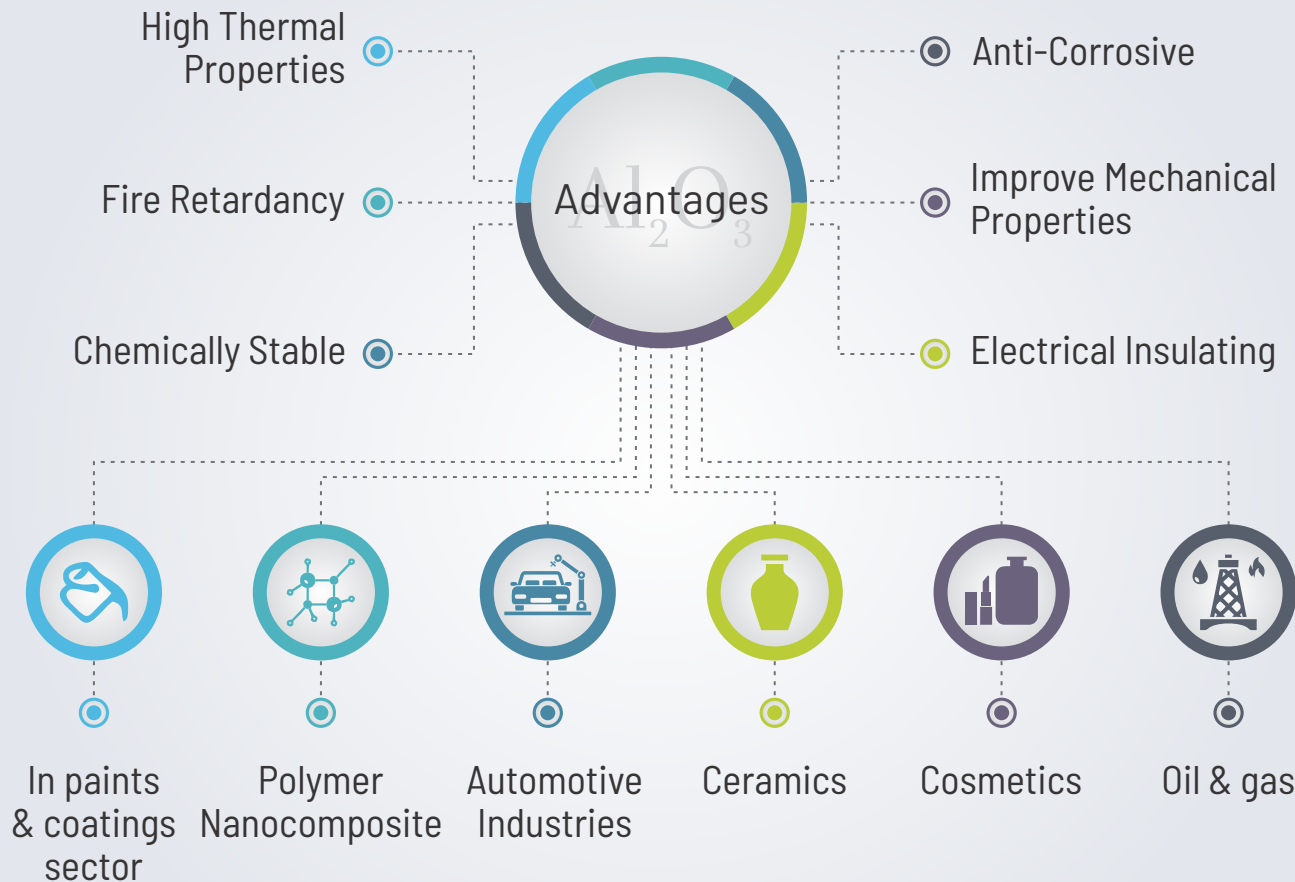 High Thermal
Properties
Anti-Corrosive
Al2O3
Advantages
Fire Retardancy
Improve Mechanical
Properties
Chemically Stable
Electrical Insulating
In paints
& coatings
sector
Polymer
Nanocomposite
Automotive
Industries
Ceramics
Cosmetics
Oil & gas